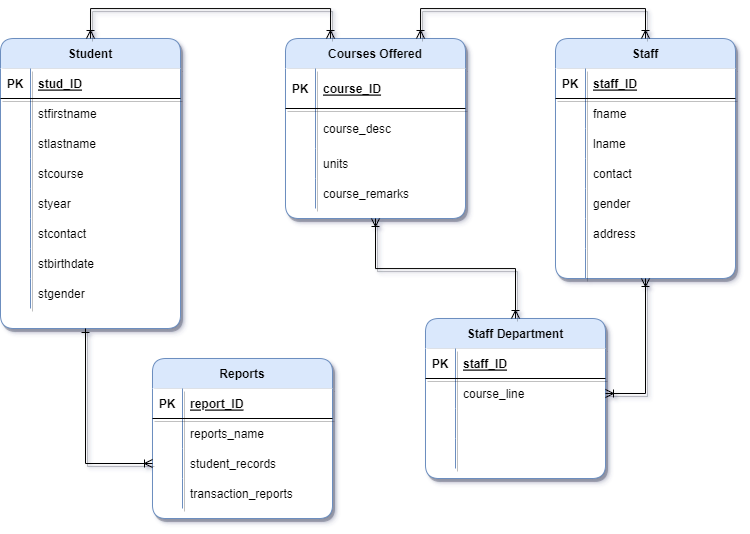 Student
PK stud_ID
stfirstname
stlastname
stcourse
styear
stcontact
stbirthdate
stgender
Courses Offered
PK course_ID
course_desc
units
course_remarks
Staff
PK staff_ID
fname
lname
contact
gender
address
Reports
PK report_ID
reports_name
student_records
transaction_reports
Staff Department
PK staff_ID
course_line